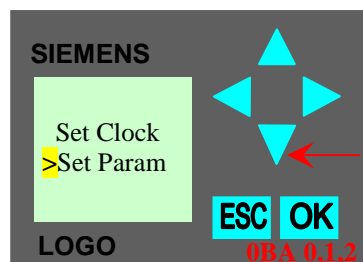 SIEMENS
Set Clock
>Set Param
ESC OK
LOGO
0BA 0,1,2